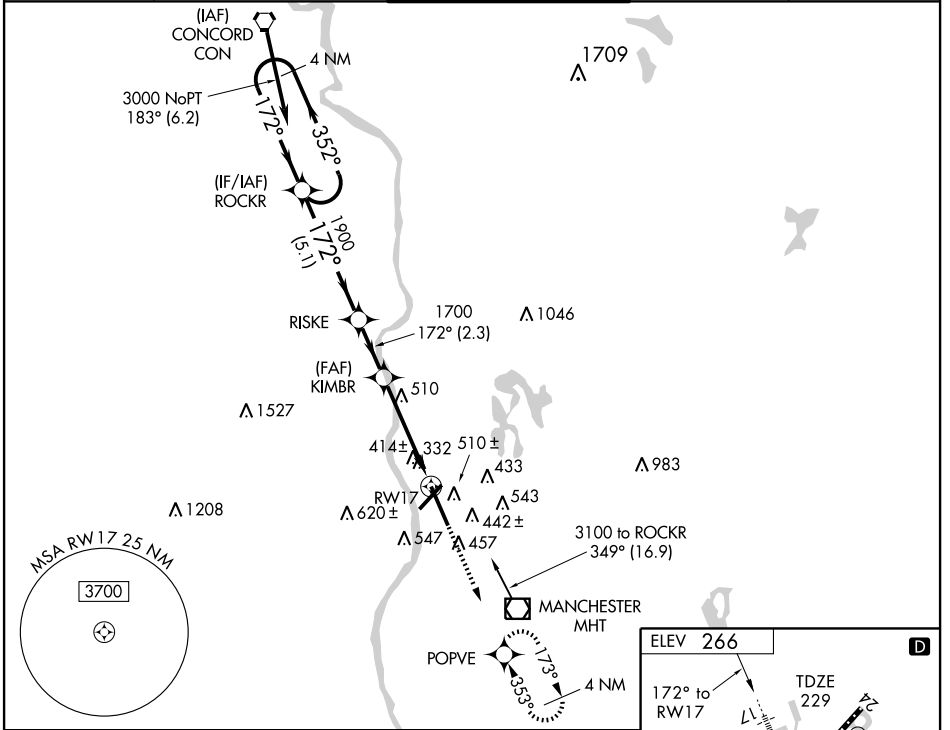 (IAF)
CONCORD
CON
4 NM
1709
3000 NoPT
183° (6.2)
172°
352°
(IF/IAF)
ROCKR
1900
172°
(5.1)
RISKE
1700
172° (2.3)
1046
(FAF)
KIMBR
510
1527
414±
332
510±
433
983
RW17
543
1208
620±
442±
547
457
3100 to ROCKR
349° (16.9)
MSA RW17 25 NM
3700
MANCHESTER
MHT
POPVE
173°
353°
4 NM
ELEV 266
D
172° to
RW17
TDZE
229
17
24